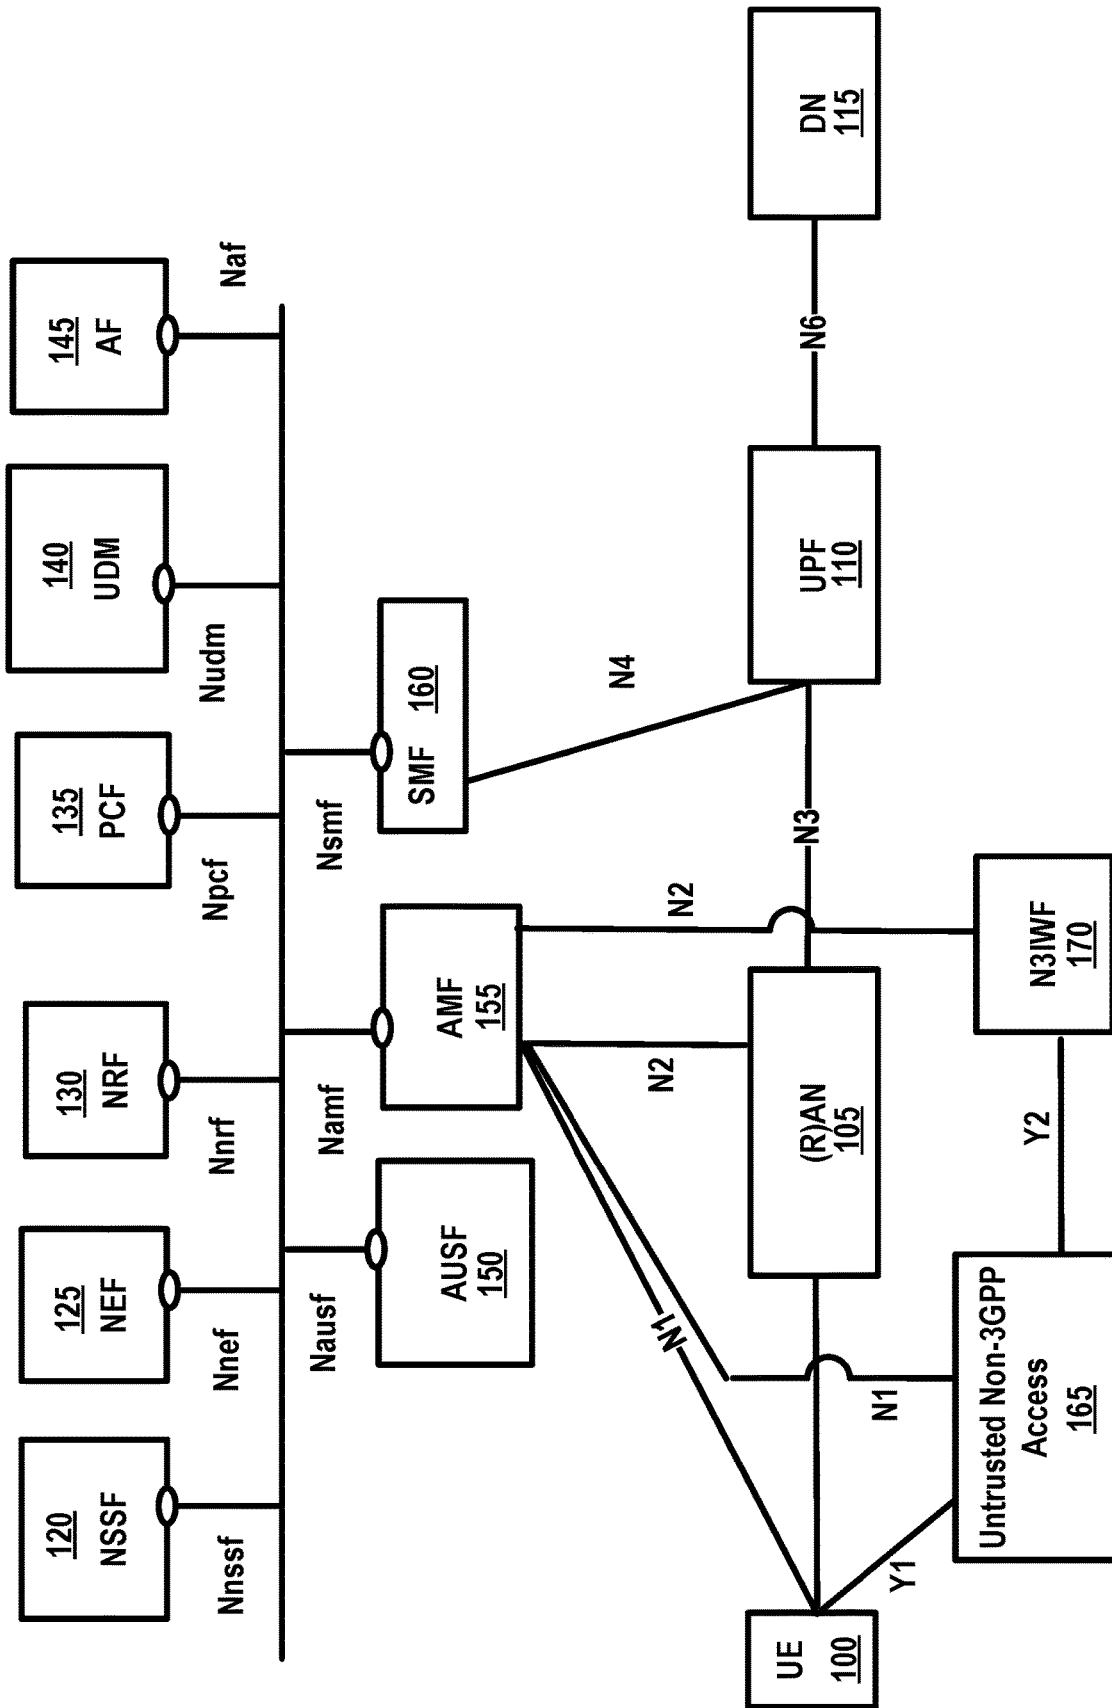 120
NSSF
125
NEF
130
NRF
135
PCF
140
UDM
145
AF
Nnssf
Nnef
Nnrf
Npcf
Nudm
Naf
Nausf
Namf
Nsmf
AUSF
150
AMF
155
SMF 160
N1
N2
N2
N4
UE
100
(R)AN
105
N3
UPF
110
N6
DN
115
N1
Y1
Untrusted Non-3GPP
Access
165
Y2
N3IWF
170